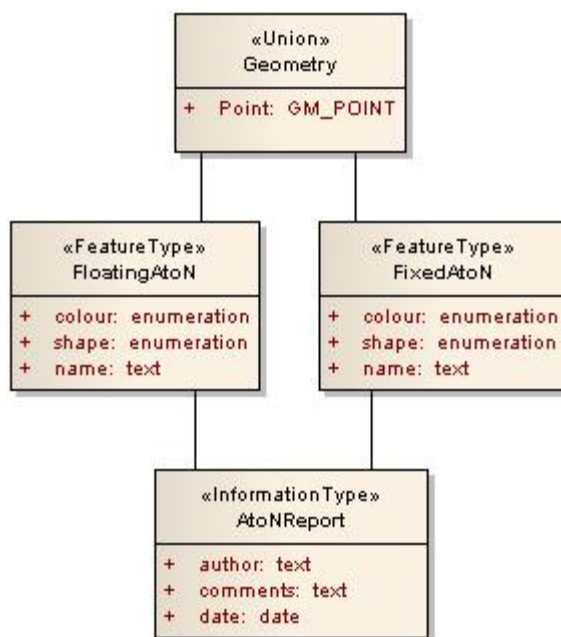 «Union»
Geometry
+ Point: GM_POINT
«FeatureType»
FloatingAtoN
+ colour: enumeration
+ shape: enumeration
+ name: text
«FeatureType»
FixedAtoN
+ colour: enumeration
+ shape: enumeration
+ name: text
«InformationType»
AtoNReport
+ author: text
+ comments: text
+ date: date